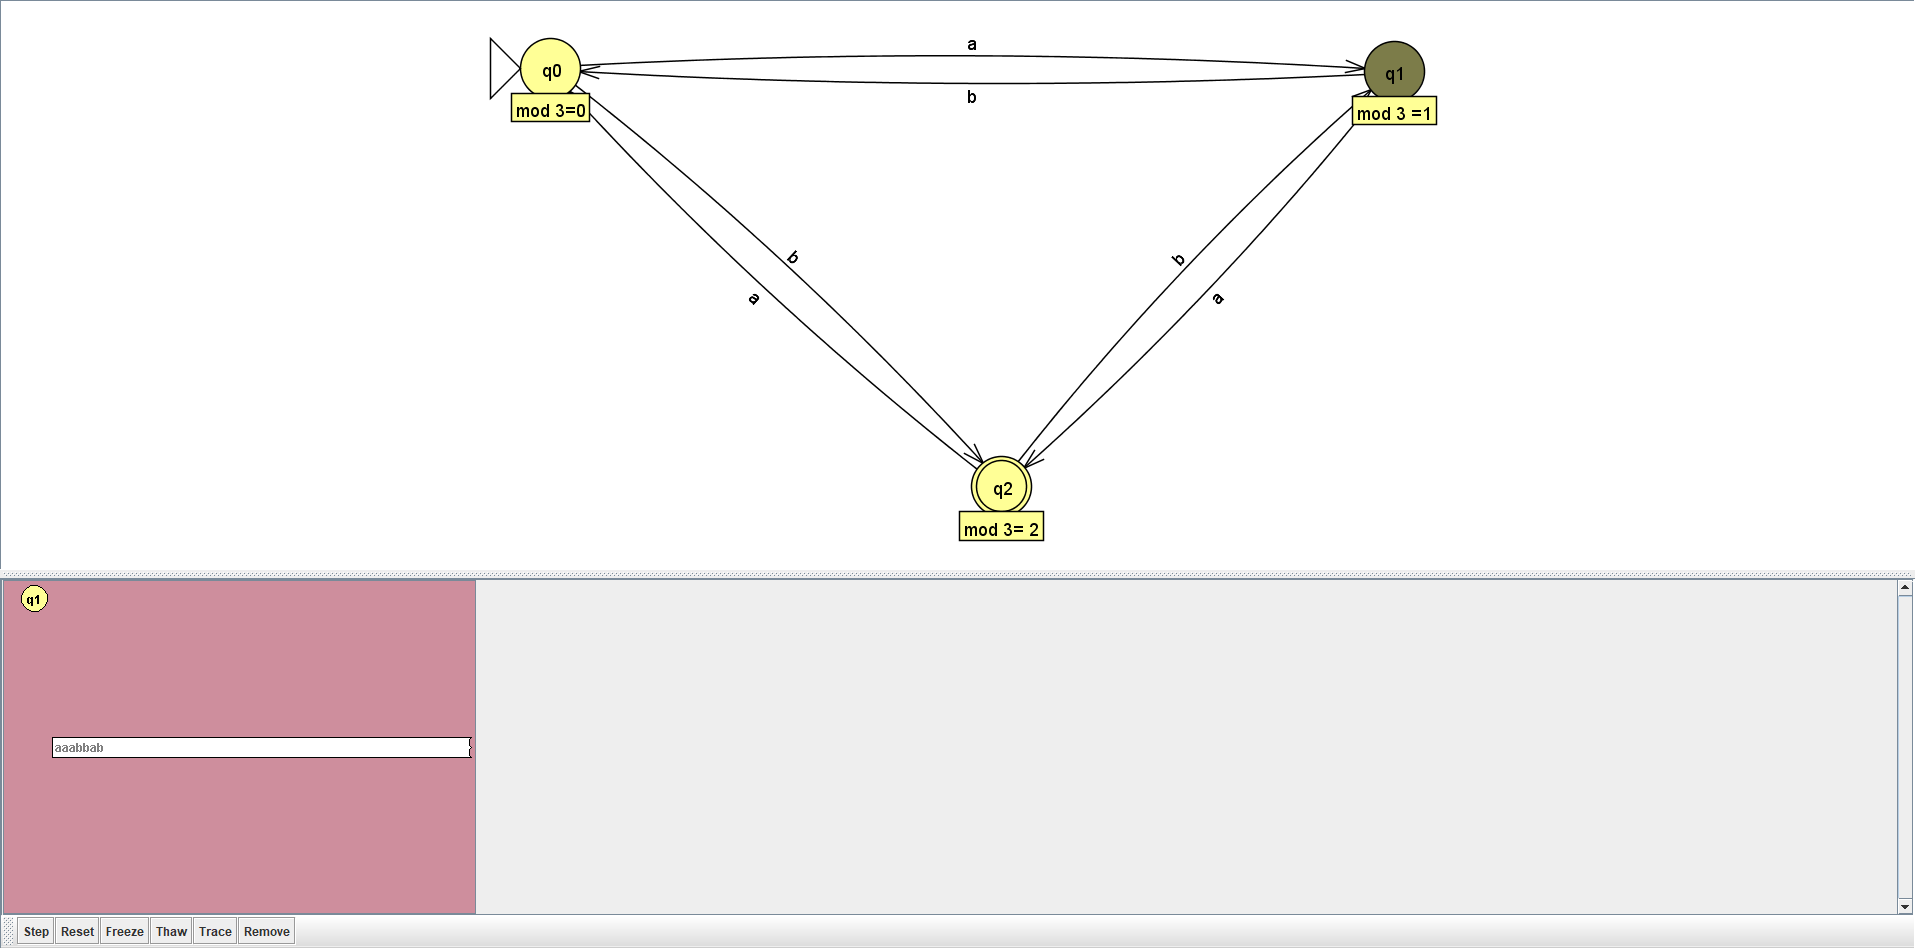 a
q0
q1
mod 3=0
b
mod 3 =1
b
b
a
a
q2
mod 3= 2
q1
aaabbab
Step Reset Freeze Thaw Trace Remove